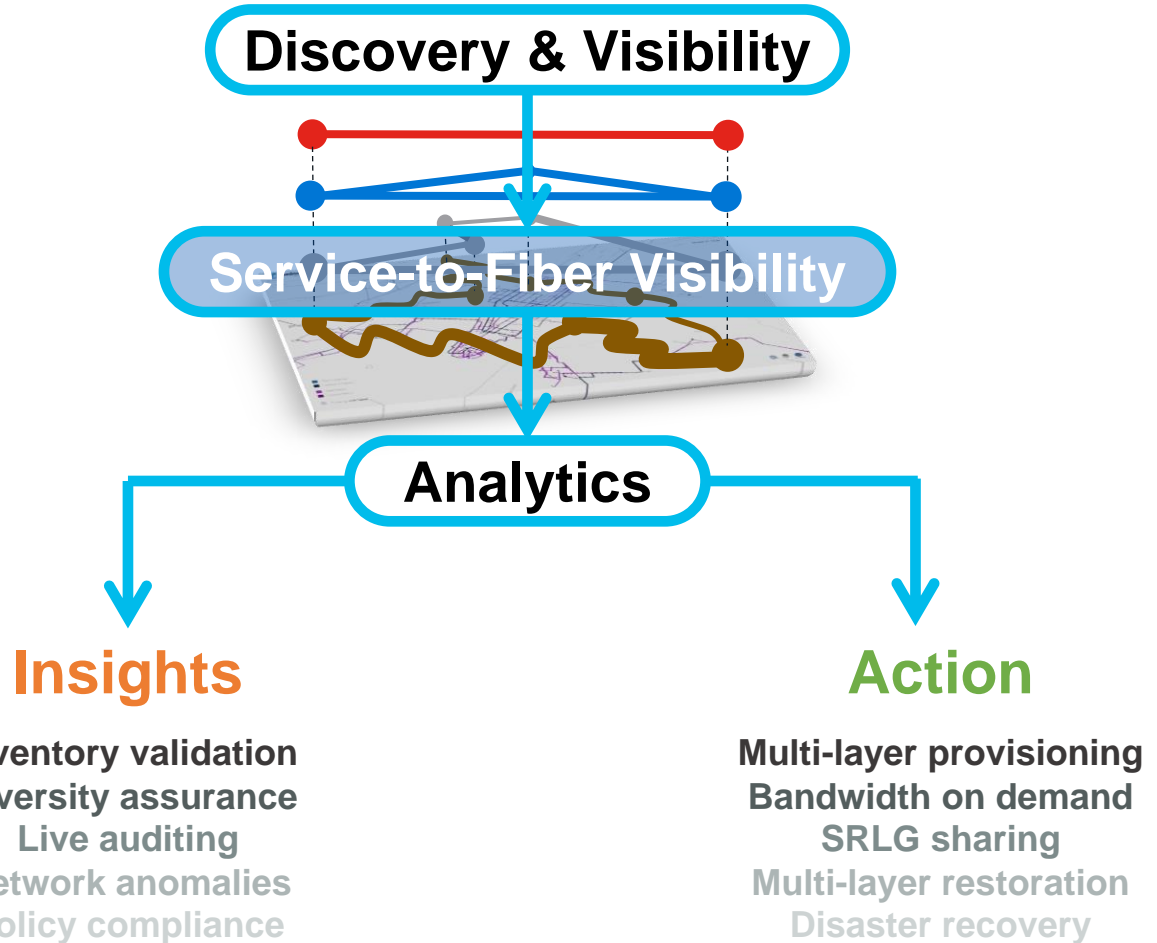 Discovery & Visibility
Service-to-Fiber Visibility
Analytics
Insights
ventory validation
versity assurance
Live auditing
etwork anomalies
olicy compliance
Action
Multi-layer provisioning
Bandwidth on demand
SRLG sharing
Multi-layer restoration
Disaster recovery